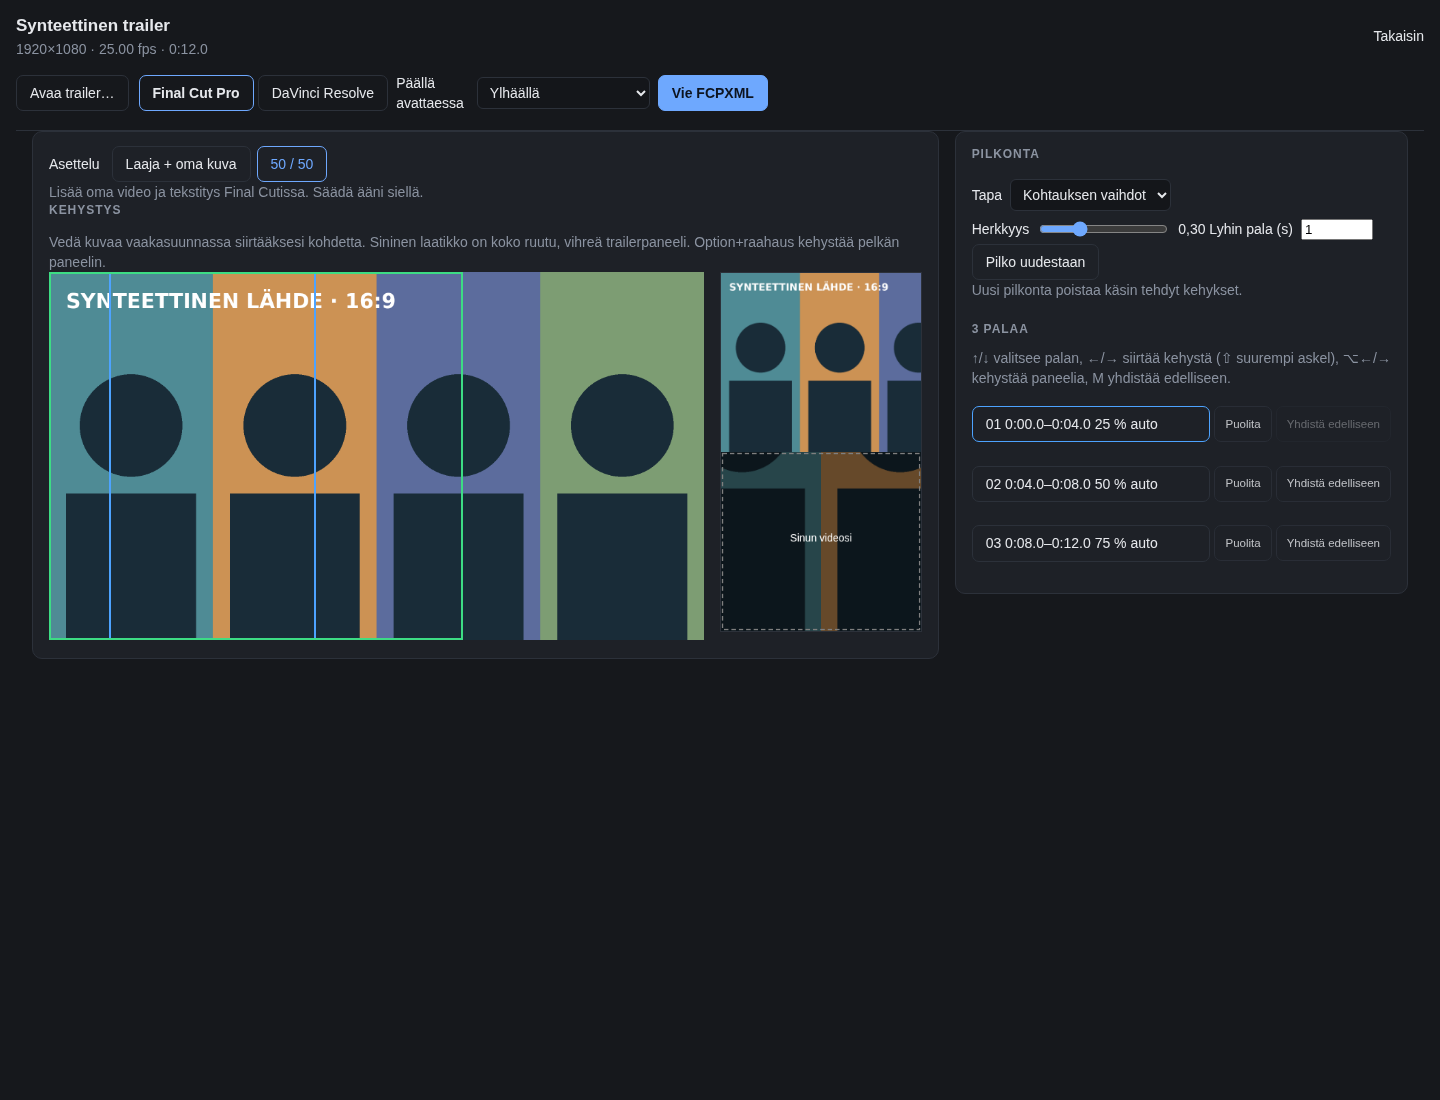 Synteettinen trailer
1920×1080 · 25.00 fps · 0:12.0
Takaisin
Avaa trailer…
Final Cut Pro
DaVinci Resolve
Päällä
avattaessa
Ylhäällä
Vie FCPXML
Asettelu
Laaja + oma kuva
50 / 50
Lisää oma video ja tekstitys Final Cutissa. Säädä ääni siellä.
KEHYSTYS
Vedä kuvaa vaakasuunnassa siirtääksesi kohdetta. Sininen laatikko on koko ruutu, vihreä trailerpaneeli. Option+raahaus kehystää pelkän
paneelin.
SYNTEETTINEN LÄHDE · 16:9
SYNTEETTINEN LÄHDE · 16:9
Sinun videosi
PILKONTA
Tapa
Kohtauksen vaihdot
Herkkyys
0,30 Lyhin pala (s)
1
Pilko uudestaan
Uusi pilkonta poistaa käsin tehdyt kehykset.
3 PALAA
↑/↓ valitsee palan, ←/→ siirtää kehystä (⇧ suurempi askel), ⌥←/→
kehystää paneelia, M yhdistää edelliseen.
01 0:00.0–0:04.0 25 % auto
Puolita
Yhdistä edelliseen
02 0:04.0–0:08.0 50 % auto
Puolita
Yhdistä edelliseen
03 0:08.0–0:12.0 75 % auto
Puolita
Yhdistä edelliseen